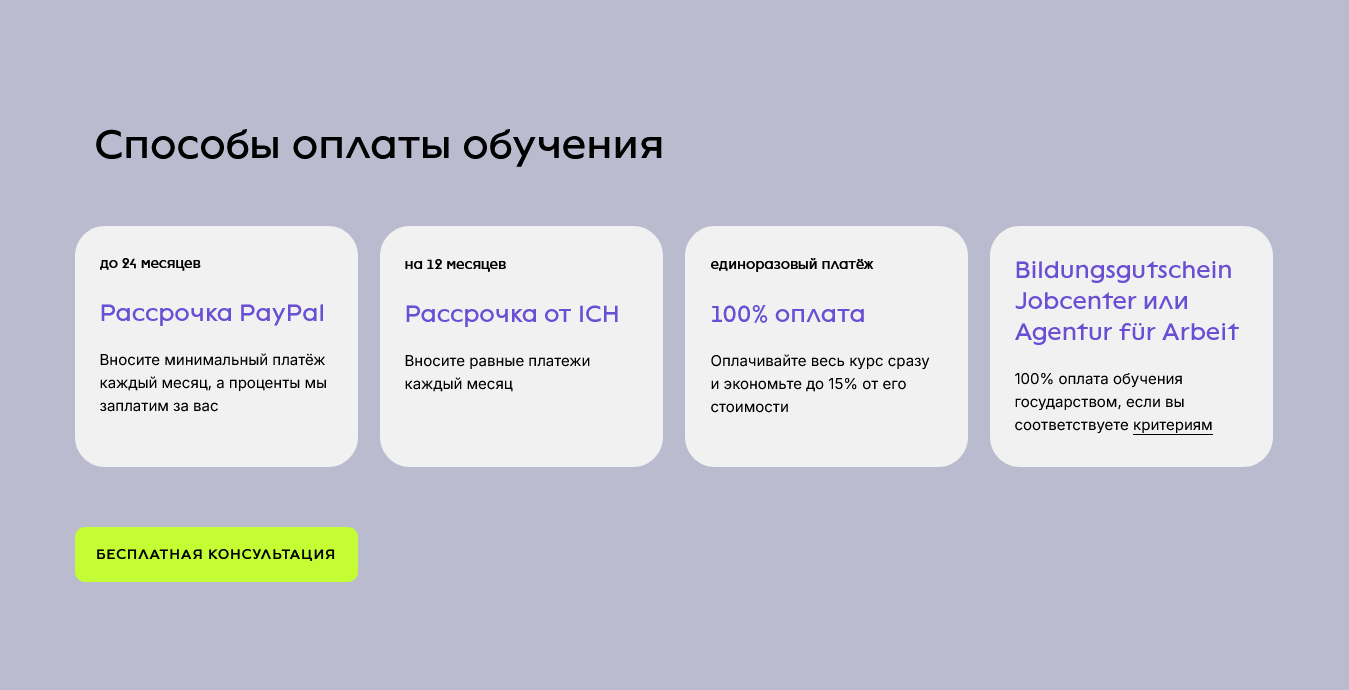 Способы оплаты обучения
до 24 месяцев
Рассрочка PayPal
Вносите минимальный платёж
каждый месяц, а проценты мы
заплатим за вас
на 12 месяцев
Рассрочка от ICH
Вносите равные платежи
каждый месяц
единоразовый платёж
100% оплата
Оплачивайте весь курс сразу
и экономьте до 15% от его
стоимости
Bildungsgutschein
Jobcenter или
Agentur für Arbeit
100% оплата обучения
государством, если вы
соответствуете критериям
БЕСПЛАТНАЯ КОНСУЛЬТАЦИЯ